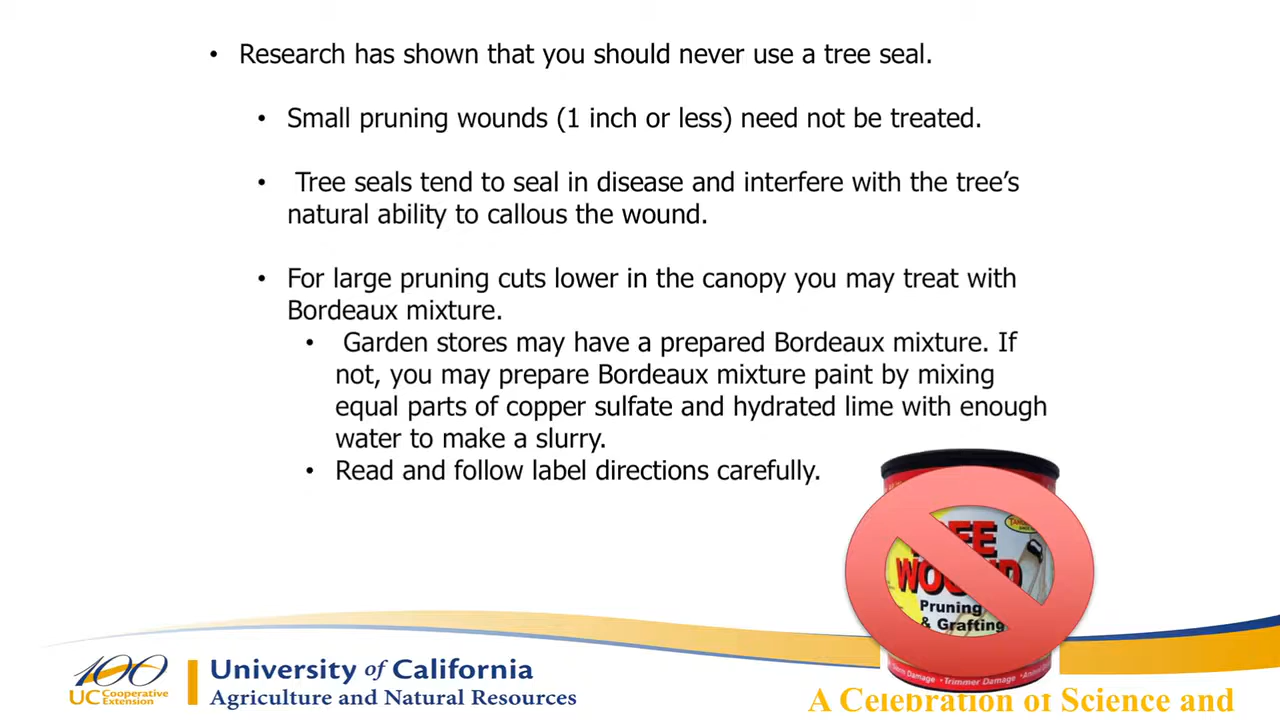 • Research has shown that you should never use a tree seal.
• Small pruning wounds (1 inch or less) need not be treated.
• Tree seals tend to seal in disease and interfere with the tree’s
natural ability to callous the wound.
• For large pruning cuts lower in the canopy you may treat with
Bordeaux mixture.
• Garden stores may have a prepared Bordeaux mixture. If
not, you may prepare Bordeaux mixture paint by mixing
equal parts of copper sulfate and hydrated lime with enough
water to make a slurry.
• Read and follow label directions carefully.
Pruning
& Grafting
Damage • Trimmer Damage •
100
UC Cooperative
Extension
University of California
Agriculture and Natural Resources
A Celebration of Science and